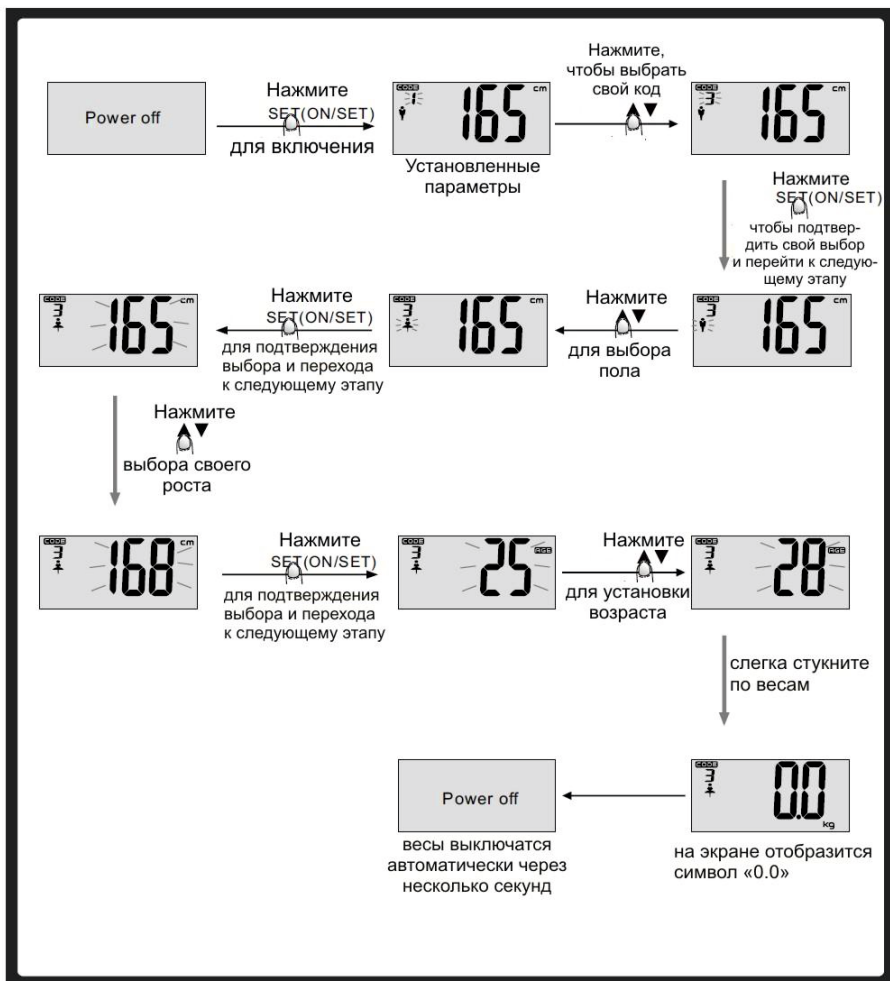 Power off
Нажмите
SET(ON/SET)
для включения
CODE
1
165
cm
Установленные
параметры
Нажмите,
чтобы выбрать
свой код
▲▼
CODE
3
165
cm
Нажмите
SET(ON/SET)
чтобы подтвер-
дить свой выбор
и перейти к следую-
щему этапу
CODE
3
165
cm
Нажмите
▲▼
для выбора
пола
CODE
3
165
cm
Нажмите
SET(ON/SET)
для подтверждения
выбора и перехода
к следующему этапу
CODE
3
165
cm
Нажмите
▲▼
выбора своего
роста
CODE
3
168
cm
Нажмите
SET(ON/SET)
для подтверждения
выбора и перехода
к следующему этапу
CODE
3
25
AGE
Нажмите
▲▼
для установки
возраста
CODE
3
28
AGE
слегка стукните
по весам
CODE
3
0.0
kg
на экране отобразится
символ «0.0»
Power off
весы выключатся
автоматически через
несколько секунд